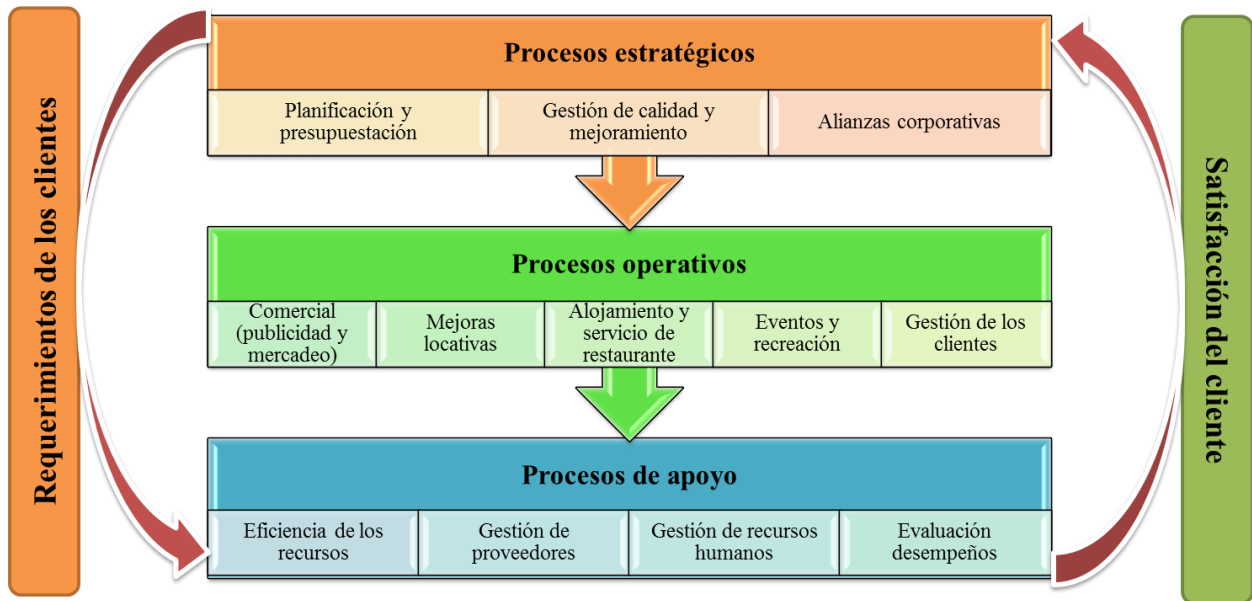 Requerimientos de los clientes
Procesos estratégicos
Planificación y
presupuestación
Gestión de calidad y
mejoramiento
Alianzas corporativas
Procesos operativos
Comercial
(publicidad y
mercadeo)
Mejoras
locativas
Alojamiento y
servicio de
restaurante
Eventos y
recreación
Gestión de los
clientes
Procesos de apoyo
Eficiencia de los
recursos
Gestión de
proveedores
Gestión de recursos
humanos
Evaluación
desempeños
Satisfacción del cliente